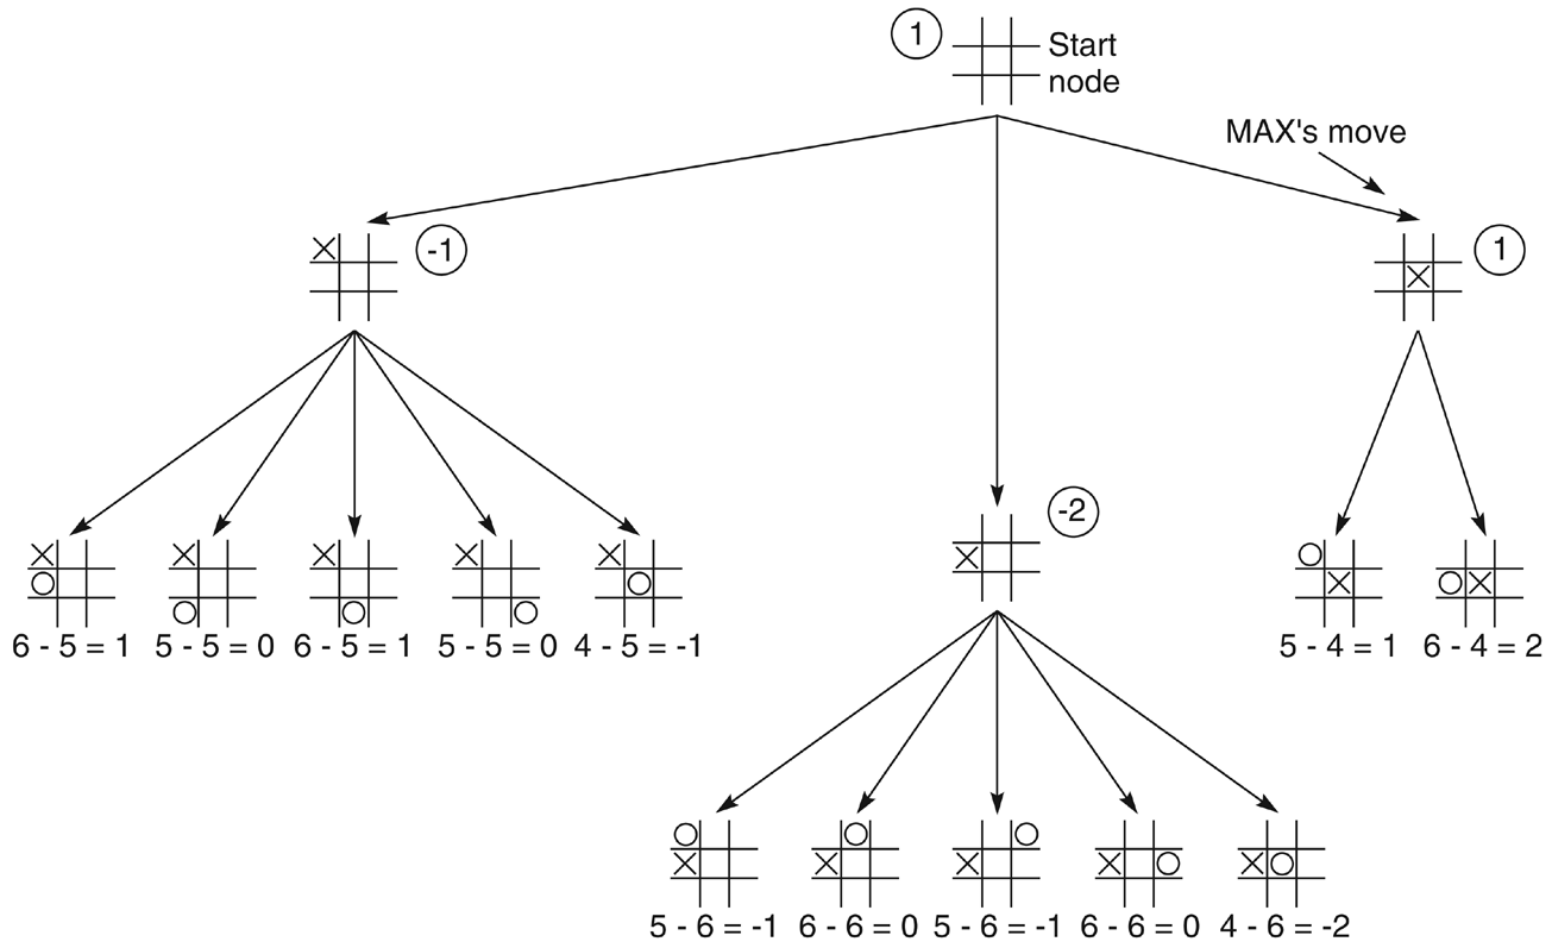 1
Start
node
MAX's move
-1
1
-2
6 - 5 = 1
5 - 5 = 0
6 - 5 = 1
5 - 5 = 0
4 - 5 = -1
5 - 4 = 1
6 - 4 = 2
5 - 6 = -1
6 - 6 = 0
5 - 6 = -1
6 - 6 = 0
4 - 6 = -2